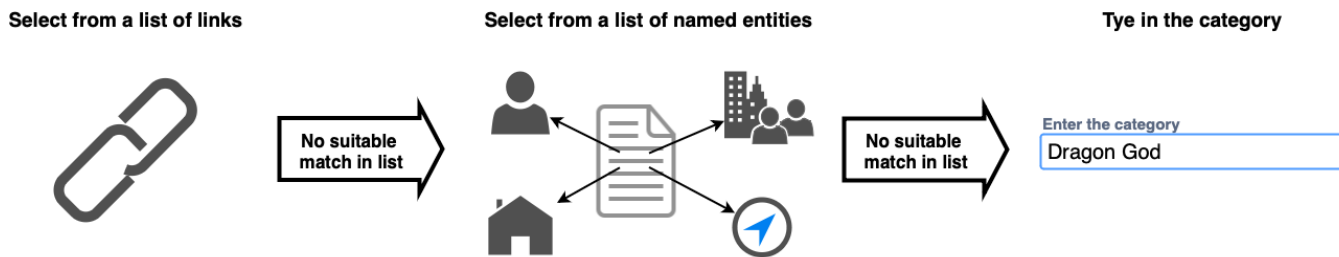 Select from a list of links
Select from a list of named entities
Tye in the category
No suitable
match in list
No suitable
match in list
Enter the category
Dragon God